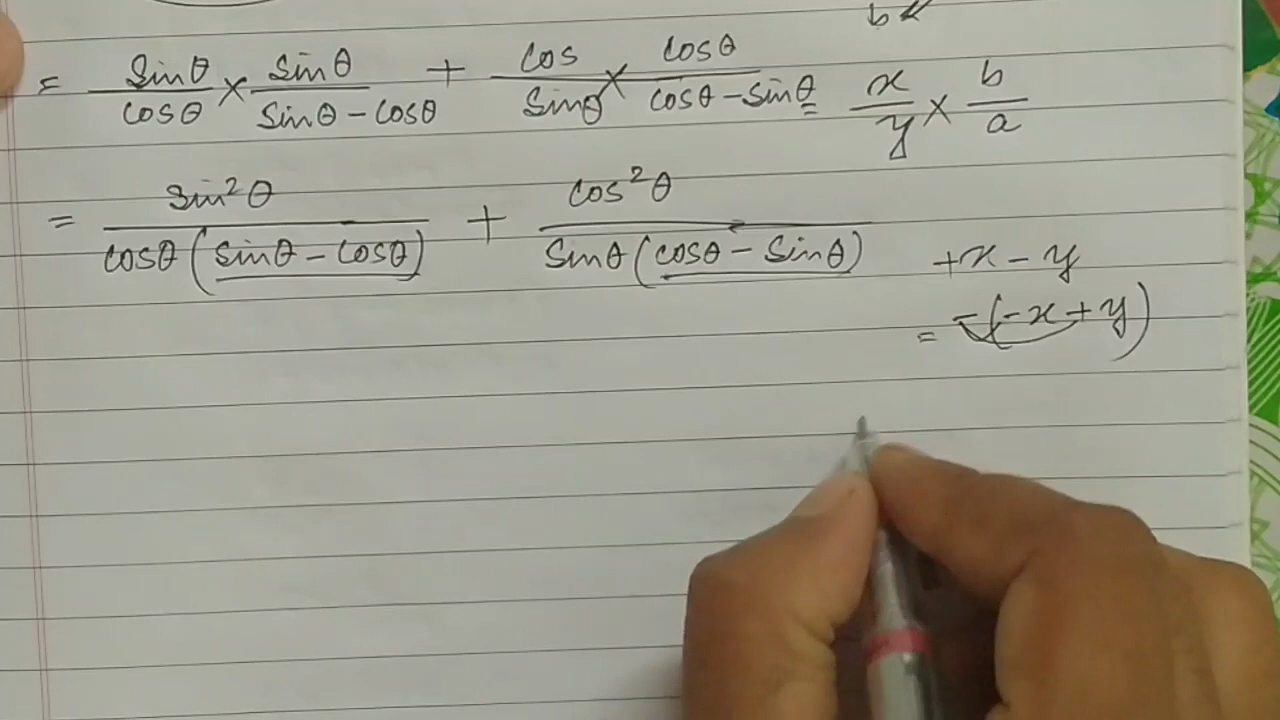 = sinθ/cosθ × sinθ/(sinθ - cosθ) + cos/sinθ × cosθ/(cosθ - sinθ)
= x/y × b/a
= sin²θ/(cosθ (sinθ - cosθ)) + cos²θ/(sinθ (cosθ - sinθ))
+x - y
= -(-x + y)